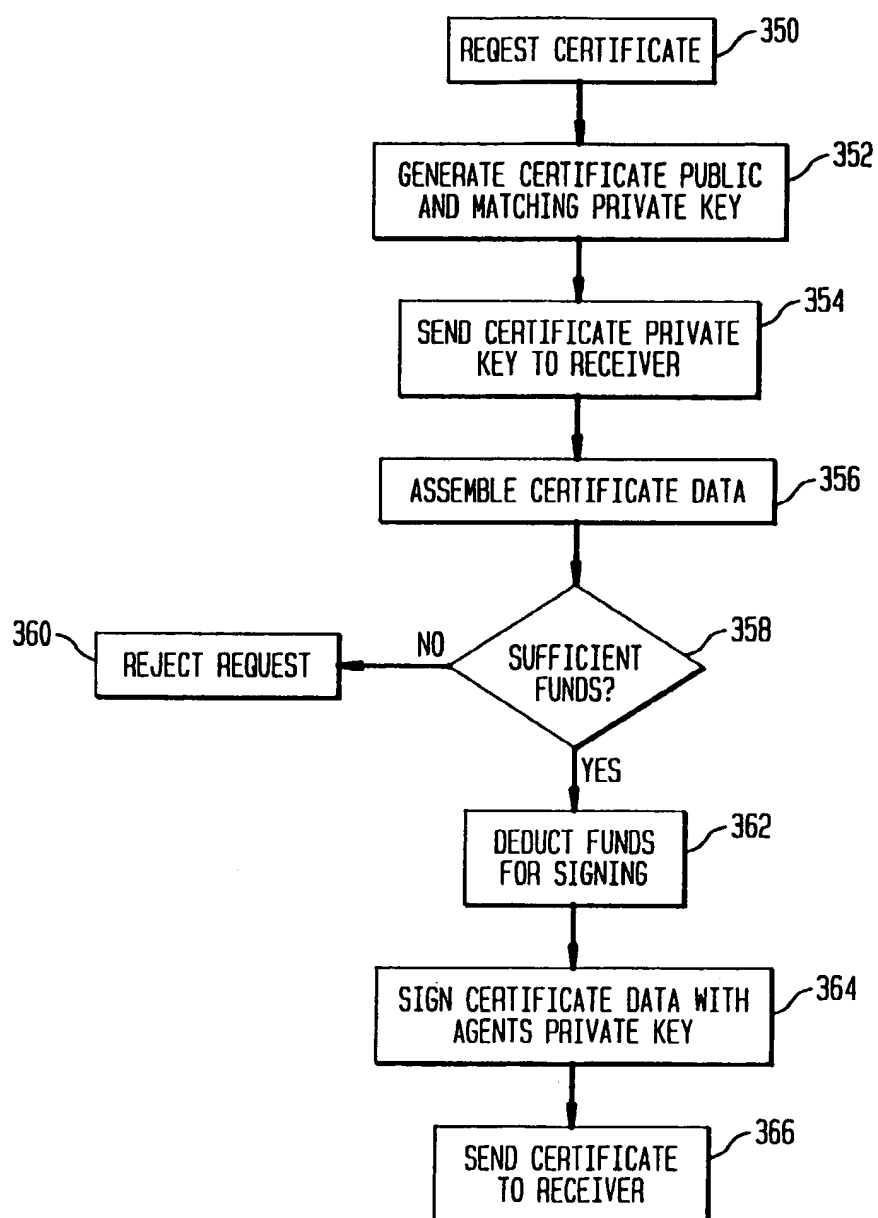 REQEST CERTIFICATE
350
GENERATE CERTIFICATE PUBLIC
AND MATCHING PRIVATE KEY
352
SEND CERTIFICATE PRIVATE
KEY TO RECEIVER
354
ASSEMBLE CERTIFICATE DATA
356
SUFFICIENT
FUNDS?
358
NO
360
REJECT REQUEST
YES
DEDUCT FUNDS
FOR SIGNING
362
SIGN CERTIFICATE DATA WITH
AGENTS PRIVATE KEY
364
SEND CERTIFICATE
TO RECEIVER
366